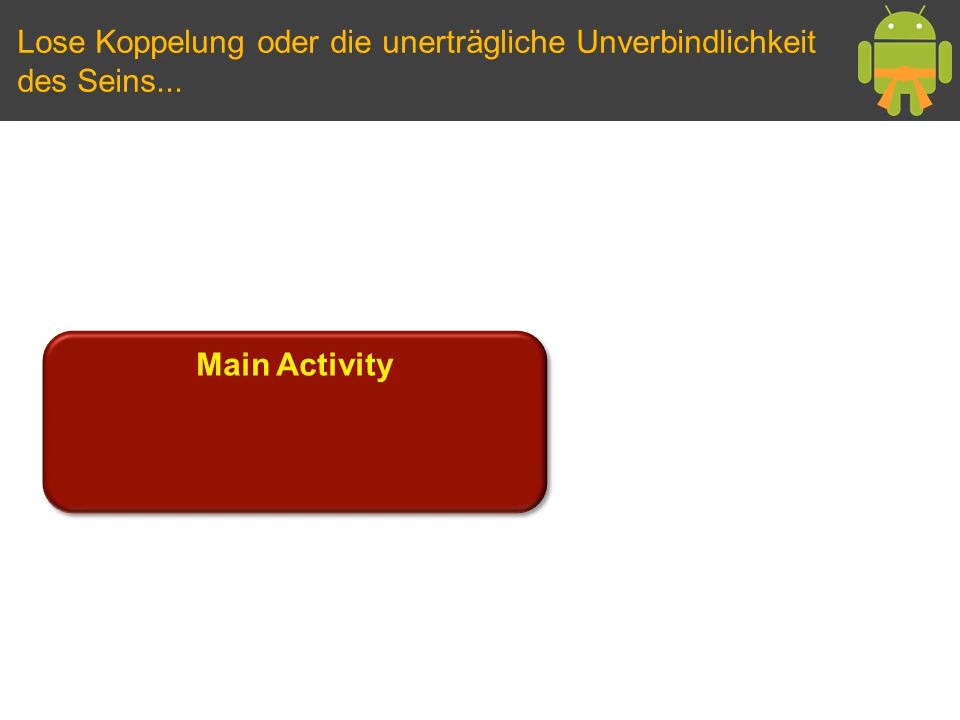 Lose Koppelung oder die unerträgliche Unverbindlichkeit
des Seins...
Main Activity